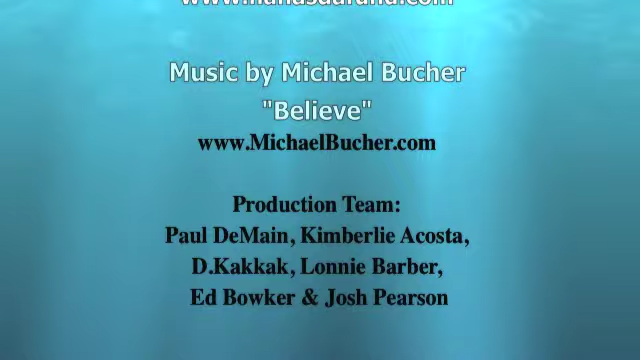 Music by Michael Bucher
"Believe"
www.MichaelBucher.com
Production Team:
Paul DeMain, Kimberlie Acosta,
D.Kakkak, Lonnie Barber,
Ed Bowker & Josh Pearson